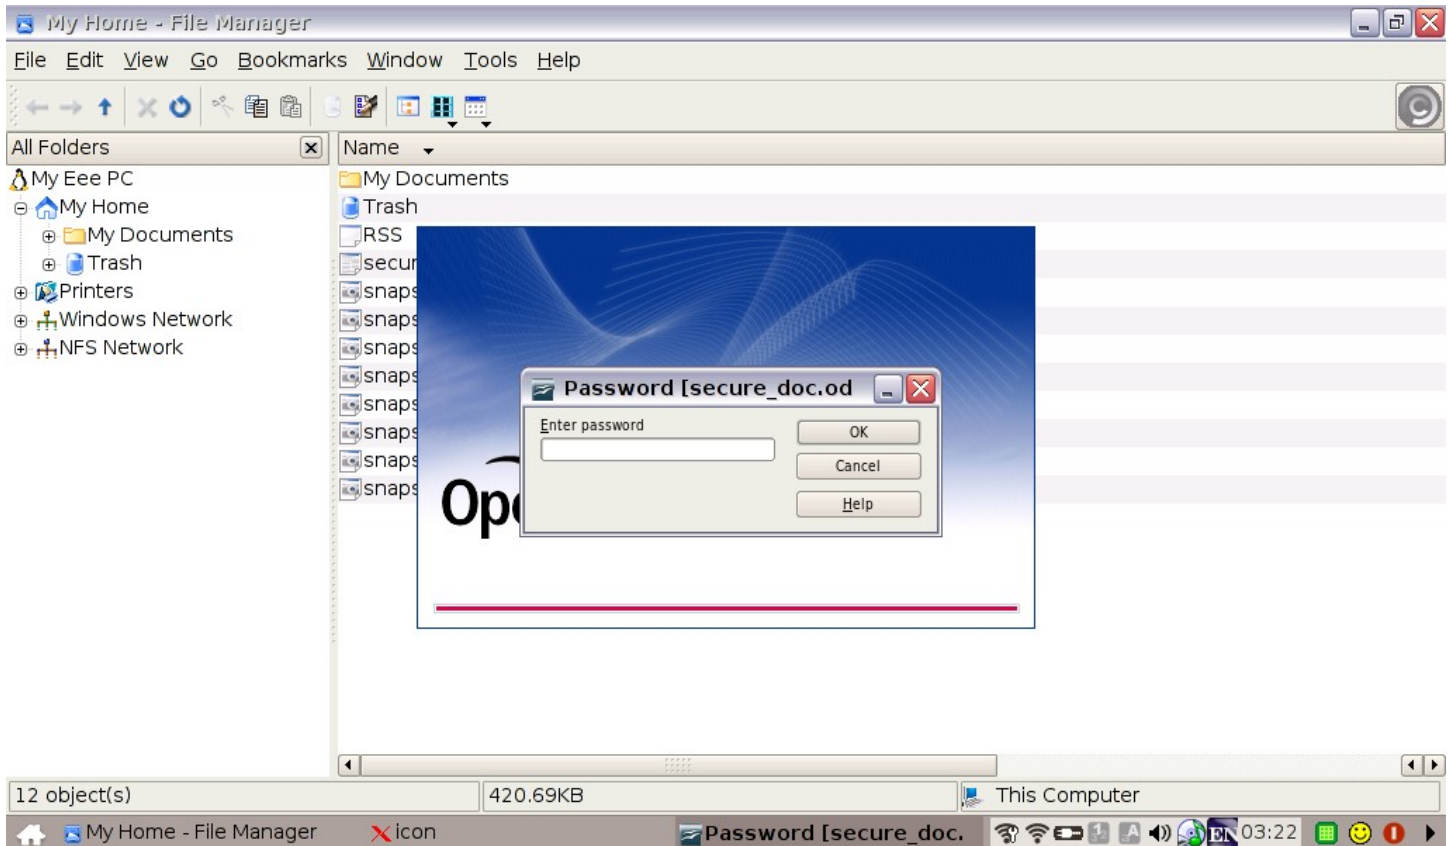 My Home - File Manager
File Edit View Go Bookmarks Window Tools Help
All Folders
Name
My Eee PC
My Home
My Documents
Trash
Printers
Windows Network
NFS Network
My Documents
Trash
RSS
secur
snaps
snaps
snaps
snaps
snaps
snaps
snaps
snaps
Password [secure_doc.od
Enter password
OK
Cancel
Help
Ope
12 object(s)
420.69KB
This Computer
My Home - File Manager
icon
Password [secure_doc.
1
A
EN
03:22